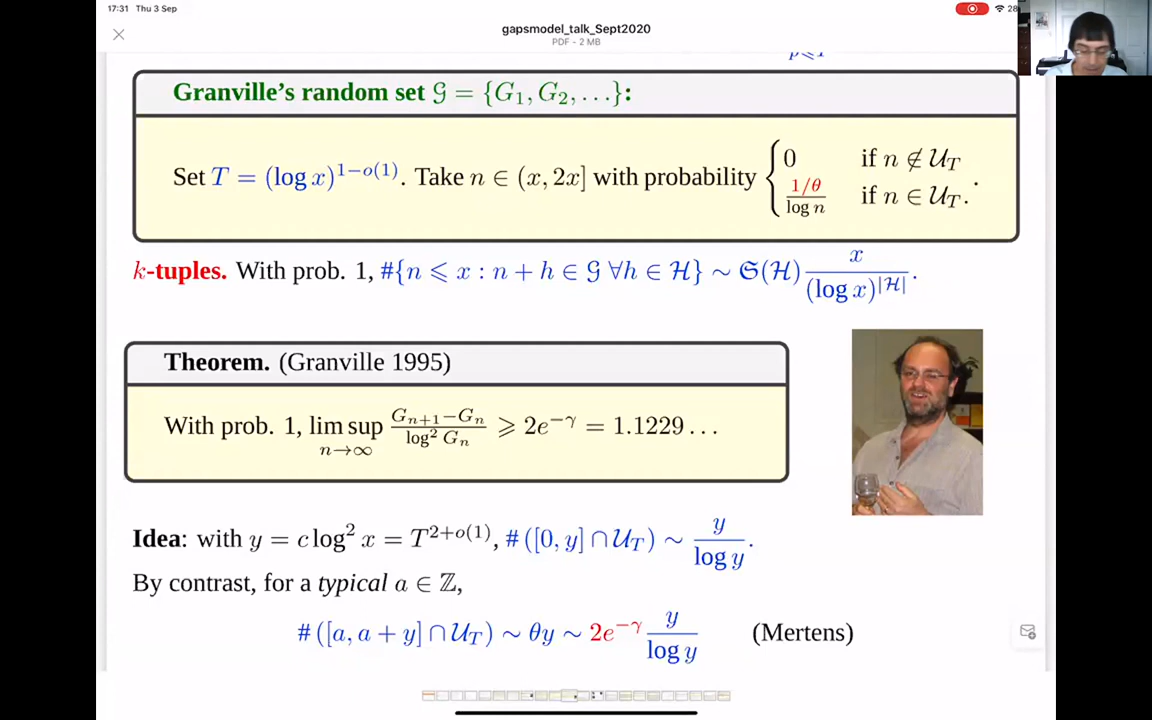 17:31 Thu 3 Sep
28
gapsmodel_talk_Sept2020
PDF - 2 MB
p⩽T
Granville's random set 𝒢 = {G₁, G₂, …}:
Set T = (log x)^{1−o(1)}. Take n ∈ (x, 2x] with probability { 0 if n ∉ 𝒰_T
(1/θ)/(log n) if n ∈ 𝒰_T. .
k-tuples. With prob. 1, #{n ⩽ x : n + h ∈ 𝒢 ∀h ∈ ℋ} ∼ 𝔖(ℋ) x/(log x)^{|ℋ|}.
Theorem. (Granville 1995)
With prob. 1, lim sup_{n→∞} (G_{n+1}−G_n)/(log² G_n) ⩾ 2e^{−γ} = 1.1229…
Idea: with y = c log² x = T^{2+o(1)}, #([0, y] ∩ 𝒰_T) ∼ y/(log y).
By contrast, for a typical a ∈ ℤ,
#([a, a + y] ∩ 𝒰_T) ∼ θy ∼ 2e^{−γ} y/(log y) (Mertens)